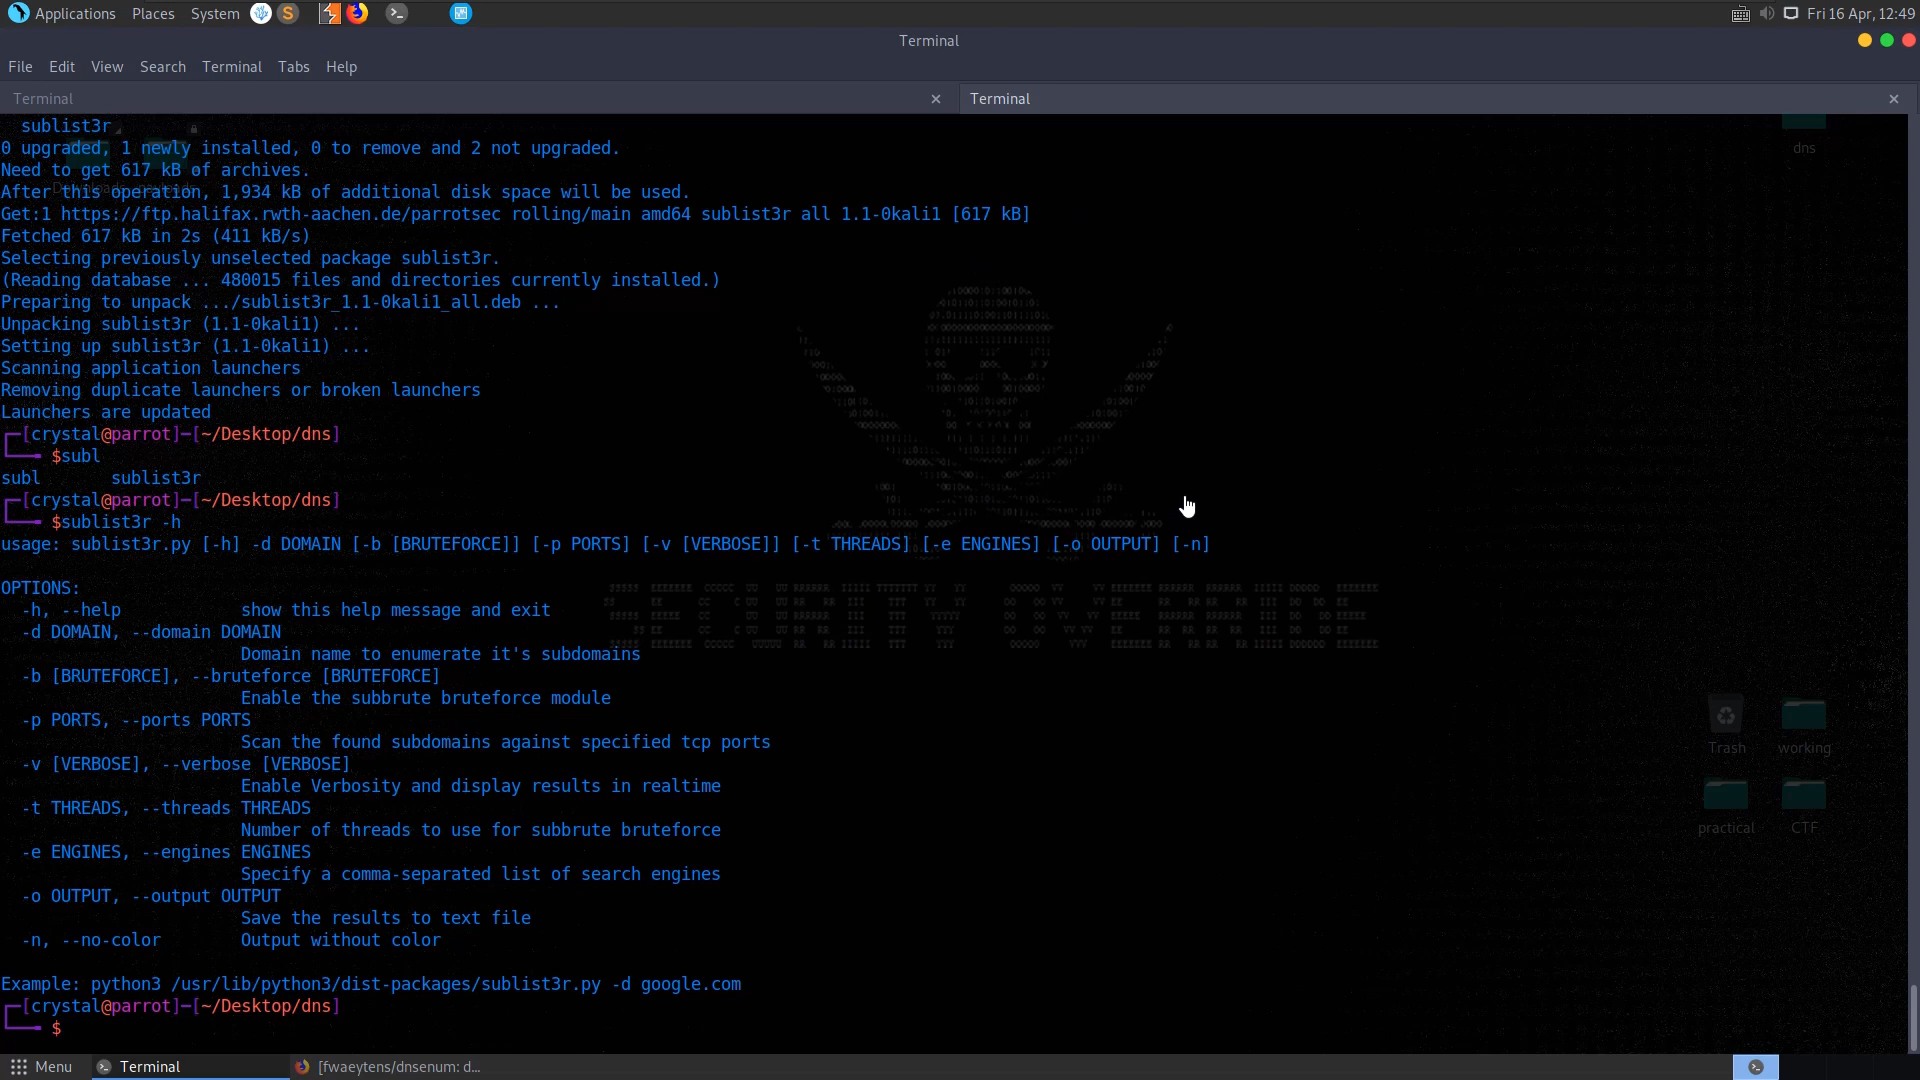 Applications Places System Fri 16 Apr, 12:49
Terminal
File Edit View Search Terminal Tabs Help
Terminal × Terminal ×
sublist3r
0 upgraded, 1 newly installed, 0 to remove and 2 not upgraded.
Need to get 617 kB of archives.
After this operation, 1,934 kB of additional disk space will be used.
Get:1 https://ftp.halifax.rwth-aachen.de/parrotsec rolling/main amd64 sublist3r all 1.1-0kali1 [617 kB]
Fetched 617 kB in 2s (411 kB/s)
Selecting previously unselected package sublist3r.
(Reading database ... 480015 files and directories currently installed.)
Preparing to unpack .../sublist3r_1.1-0kali1_all.deb ...
Unpacking sublist3r (1.1-0kali1) ...
Setting up sublist3r (1.1-0kali1) ...
Scanning application launchers
Removing duplicate launchers or broken launchers
Launchers are updated
┌─[crystal@parrot]─[~/Desktop/dns]
└──╼ $subl
subl       sublist3r
┌─[crystal@parrot]─[~/Desktop/dns]
└──╼ $sublist3r -h
usage: sublist3r.py [-h] -d DOMAIN [-b [BRUTEFORCE]] [-p PORTS] [-v [VERBOSE]] [-t THREADS] [-e ENGINES] [-o OUTPUT] [-n]
OPTIONS:
  -h, --help            show this help message and exit
  -d DOMAIN, --domain DOMAIN
                        Domain name to enumerate it's subdomains
  -b [BRUTEFORCE], --bruteforce [BRUTEFORCE]
                        Enable the subbrute bruteforce module
  -p PORTS, --ports PORTS
                        Scan the found subdomains against specified tcp ports
  -v [VERBOSE], --verbose [VERBOSE]
                        Enable Verbosity and display results in realtime
  -t THREADS, --threads THREADS
                        Number of threads to use for subbrute bruteforce
  -e ENGINES, --engines ENGINES
                        Specify a comma-separated list of search engines
  -o OUTPUT, --output OUTPUT
                        Save the results to text file
  -n, --no-color        Output without color
Example: python3 /usr/lib/python3/dist-packages/sublist3r.py -d google.com
┌─[crystal@parrot]─[~/Desktop/dns]
└──╼ $
dns
Trash working
practical CTF
Menu Terminal [fwaeytens/dnsenum: d...